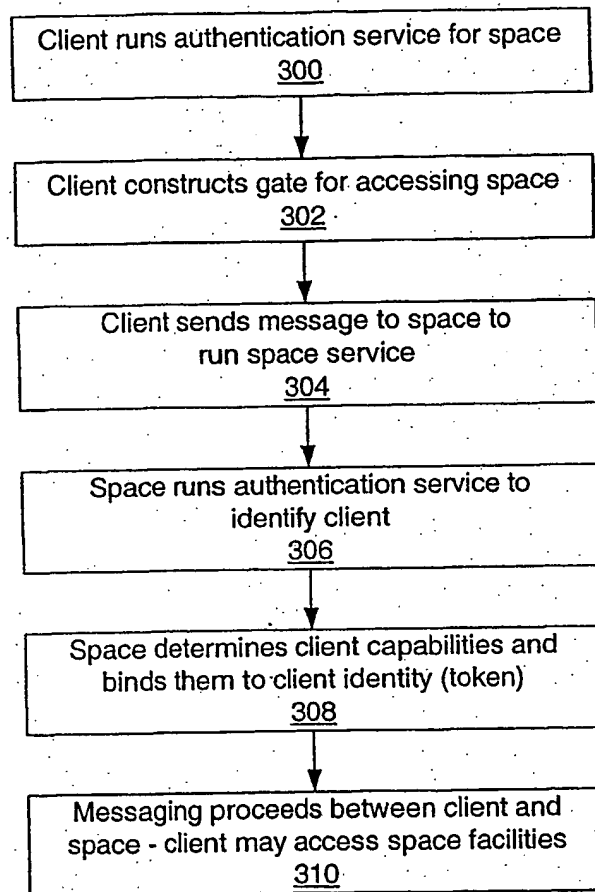 Client runs authentication service for space
300
Client constructs gate for accessing space
302
Client sends message to space to
run space service
304
Space runs authentication service to
identify client
306
Space determines client capabilities and
binds them to client identity (token)
308
Messaging proceeds between client and
space - client may access space facilities
310